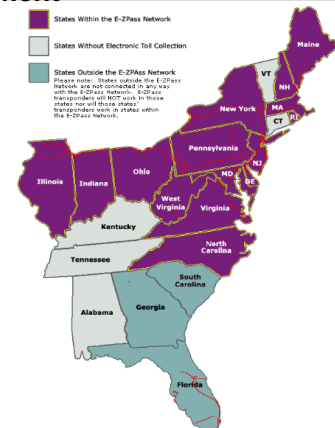 States Within the E-ZPass Network
States Without Electronic Toll Collection
States Outside the E-ZPAss Network
Please note: States outside the E-ZPass
Network are not connected in any way
with the E-ZPass Network. E-ZPass
transponders will NOT work in those
states nor will those states'
transponders work in states within
the E-ZPass Network.
Maine
VT
NH
New York
MA
CT
RI
Pennsylvania
NJ
Ohio
MD
DE
Illinois
Indiana
West
Virginia
Virginia
Kentucky
North
Carolina
Tennessee
South
Carolina
Alabama
Georgia
Florida